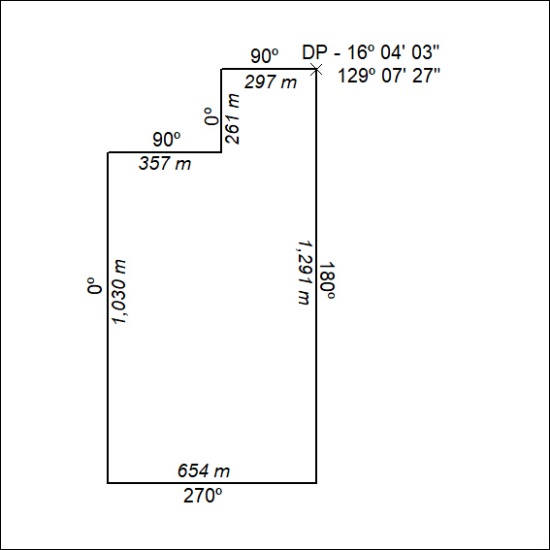 90º
DP - 16º 04' 03"
297 m
129º 07' 27"
0º
261 m
90º
357 m
0º
1,030 m
1,291 m
180º
654 m
270º